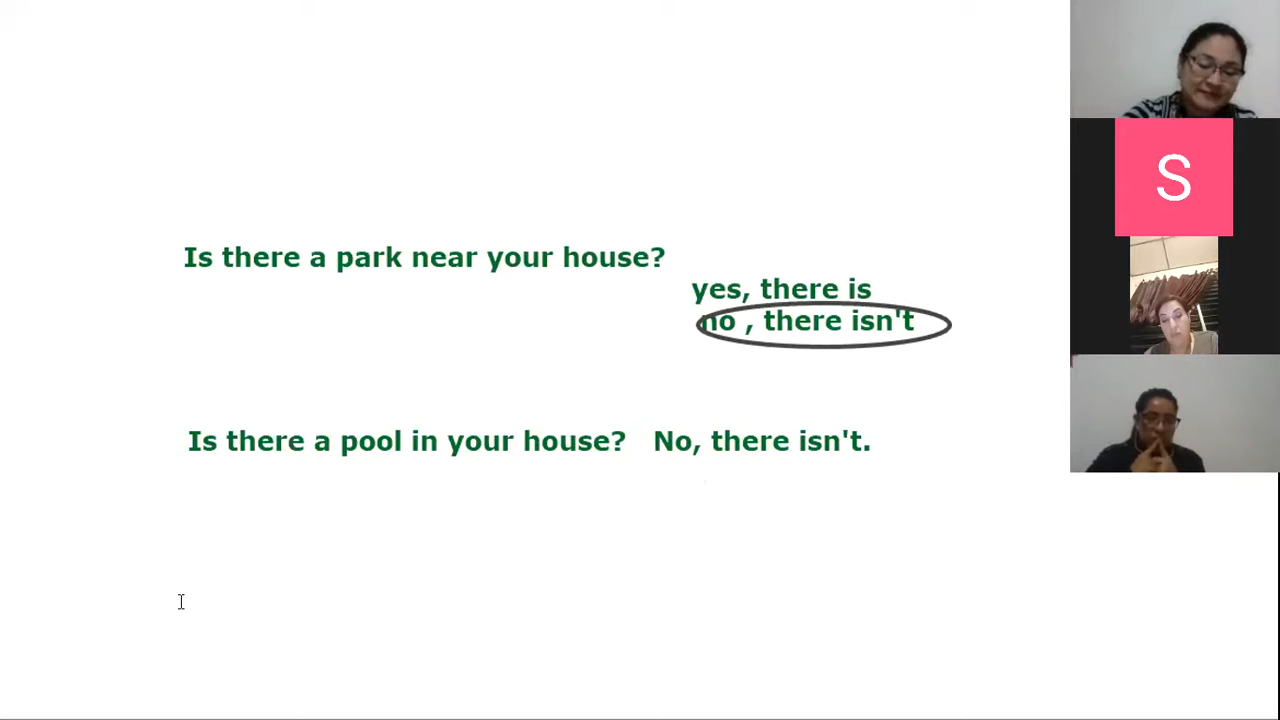 Is there a park near your house?
yes, there is
no , there isn't
Is there a pool in your house? No, there isn't.
S